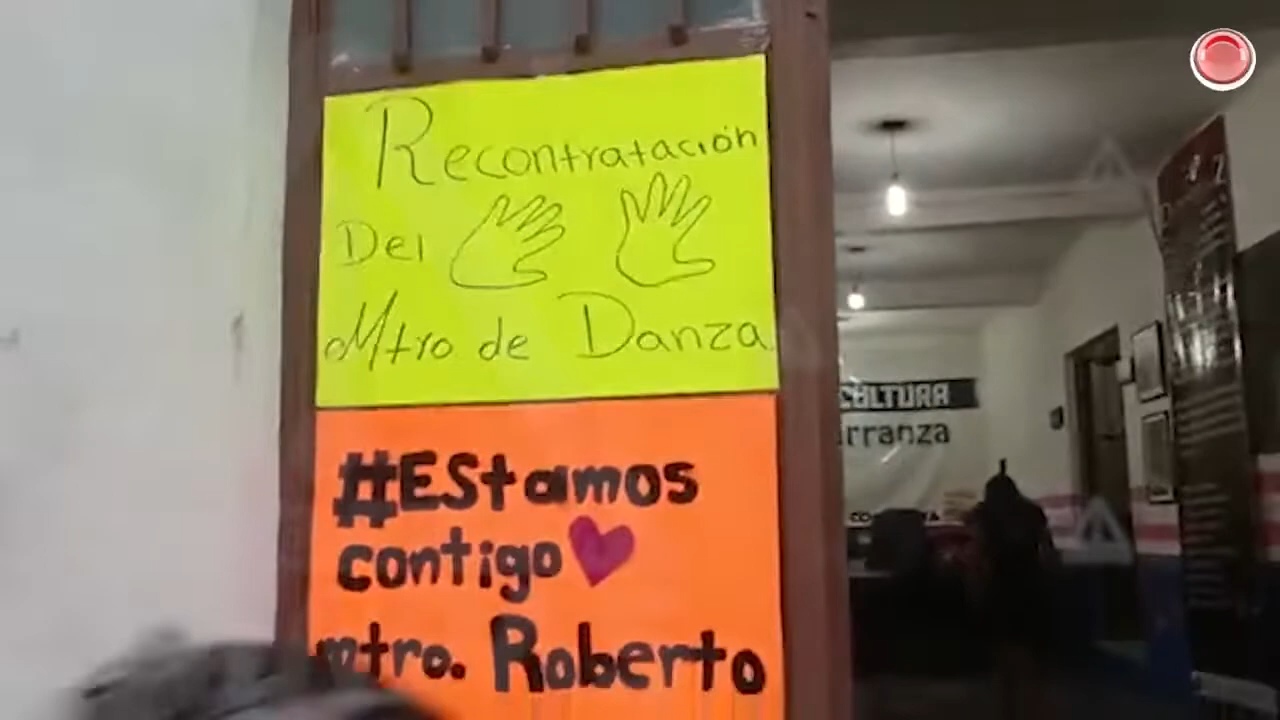 Recontratación
Del
Mtro de Danza
#EStamos
contigo
mtro. Roberto
CULTURA
rranza